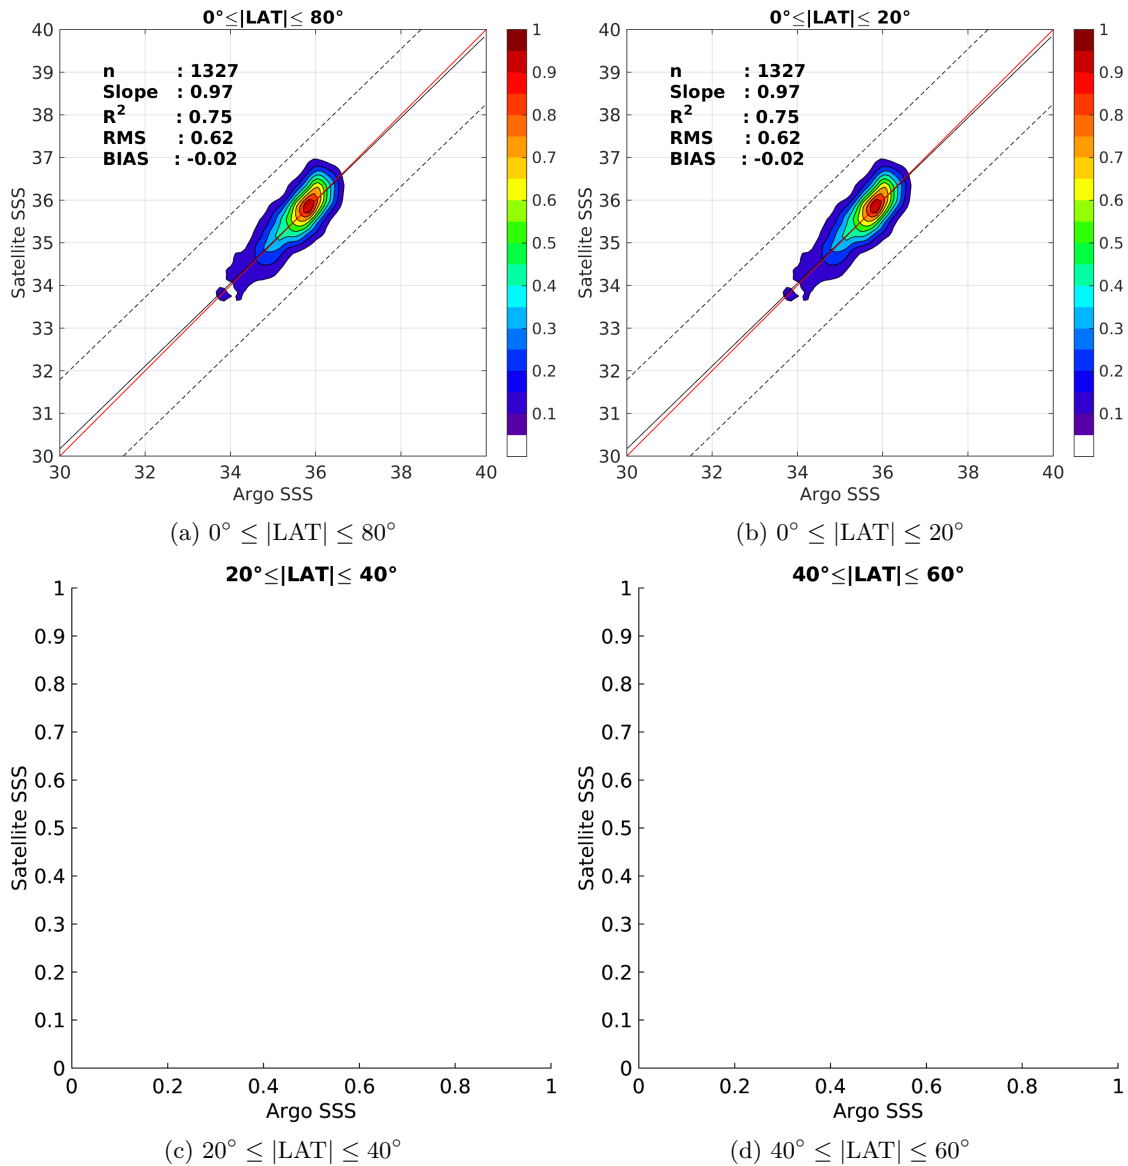 0°≤|LAT|≤ 80°
40
39
38
37
36
35
34
33
32
31
30
n : 1327
Slope : 0.97
R² : 0.75
RMS : 0.62
BIAS : -0.02
Satellite SSS
30 32 34 36 38 40
Argo SSS
1
0.9
0.8
0.7
0.6
0.5
0.4
0.3
0.2
0.1
(a) 0° ≤ |LAT| ≤ 80°
0°≤|LAT|≤ 20°
40
39
38
37
36
35
34
33
32
31
30
n : 1327
Slope : 0.97
R² : 0.75
RMS : 0.62
BIAS : -0.02
Satellite SSS
30 32 34 36 38 40
Argo SSS
1
0.9
0.8
0.7
0.6
0.5
0.4
0.3
0.2
0.1
(b) 0° ≤ |LAT| ≤ 20°
20°≤|LAT|≤ 40°
1
0.9
0.8
0.7
0.6
0.5
0.4
0.3
0.2
0.1
0
Satellite SSS
0 0.2 0.4 0.6 0.8 1
Argo SSS
(c) 20° ≤ |LAT| ≤ 40°
40°≤|LAT|≤ 60°
1
0.9
0.8
0.7
0.6
0.5
0.4
0.3
0.2
0.1
0
Satellite SSS
0 0.2 0.4 0.6 0.8 1
Argo SSS
(d) 40° ≤ |LAT| ≤ 60°